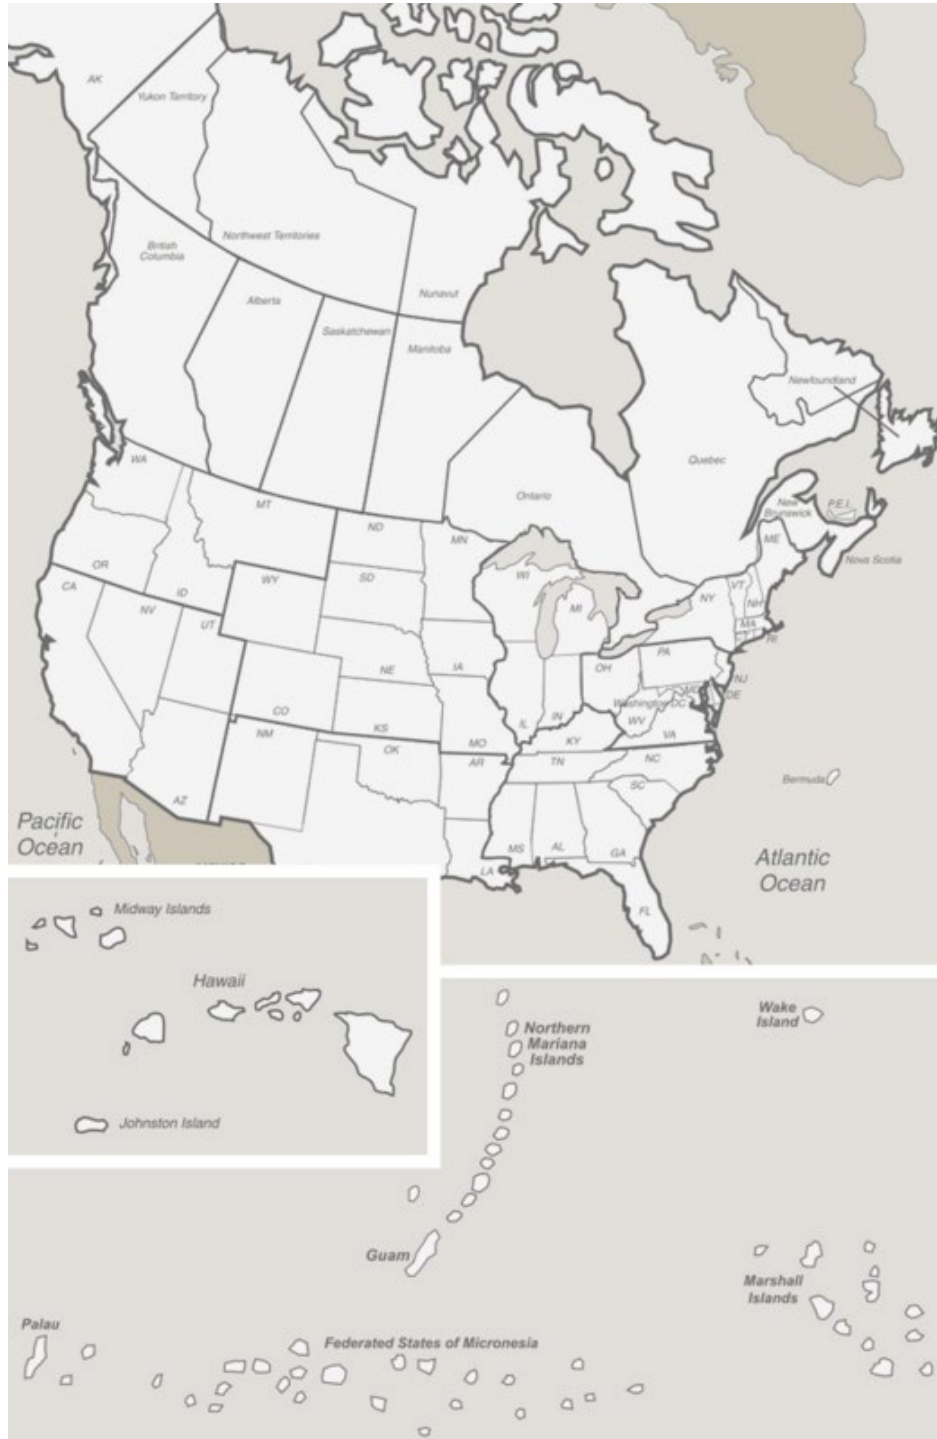 AK
Yukon Territory
Northwest Territories
British
Columbia
Nunavut
Alberta
Saskatchewan
Manitoba
Newfoundland
Quebec
Ontario
New
Brunswick
P.E.I.
Nova Scotia
WA
MT
ND
MN
ME
OR
CA
ID
WY
SD
WI
MI
NY
VT
NH
MA
RI
NV
UT
NE
IA
OH
PA
NJ
DE
MD
Washington DC
CO
KS
MO
IL
IN
WV
KY
VA
NM
OK
AR
TN
NC
SC
AZ
MS
AL
GA
LA
FL
Bermuda
Pacific
Ocean
Atlantic
Ocean
Midway Islands
Hawaii
Johnston Island
Northern
Mariana
Islands
Wake
Island
Guam
Marshall
Islands
Palau
Federated States of Micronesia